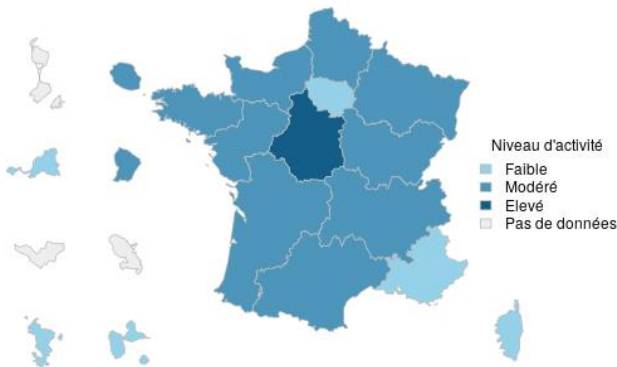 Niveau d'activité
Faible
Modéré
Elevé
Pas de données